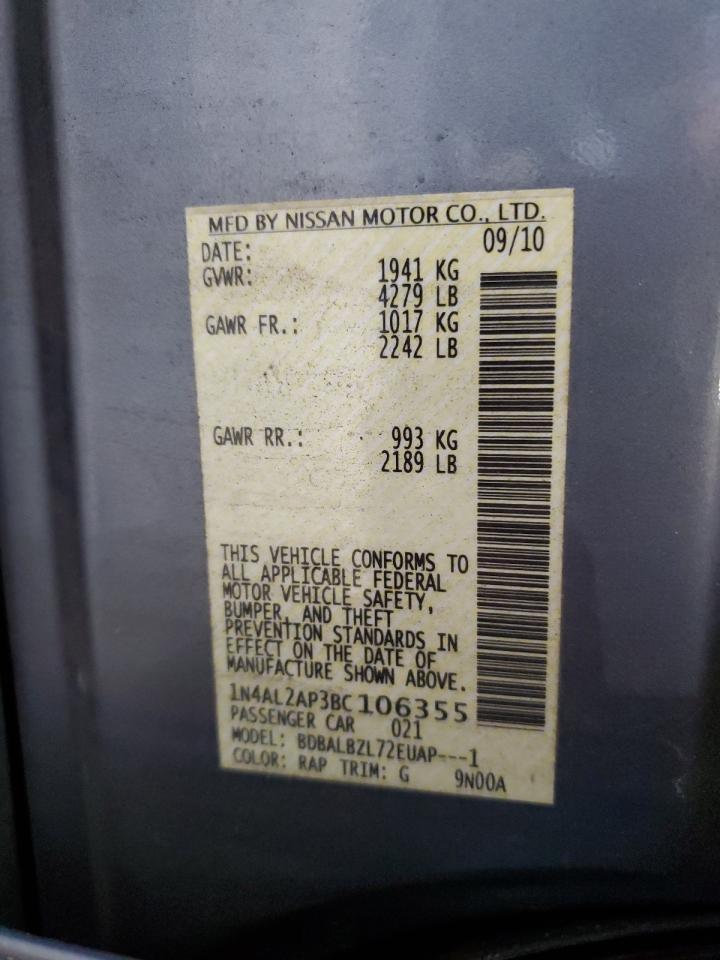 MFD BY NISSAN MOTOR CO., LTD.
DATE: 09/10
GVWR: 1941 KG
4279 LB
GAWR FR.: 1017 KG
2242 LB
GAWR RR.: 993 KG
2189 LB
THIS VEHICLE CONFORMS TO
ALL APPLICABLE FEDERAL
MOTOR VEHICLE SAFETY,
BUMPER, AND THEFT
PREVENTION STANDARDS IN
EFFECT ON THE DATE OF
MANUFACTURE SHOWN ABOVE.
1N4AL2AP3BC106355
PASSENGER CAR 021
MODEL: BDBALBZL72EUAP---1
COLOR: RAP TRIM: G 9N00A